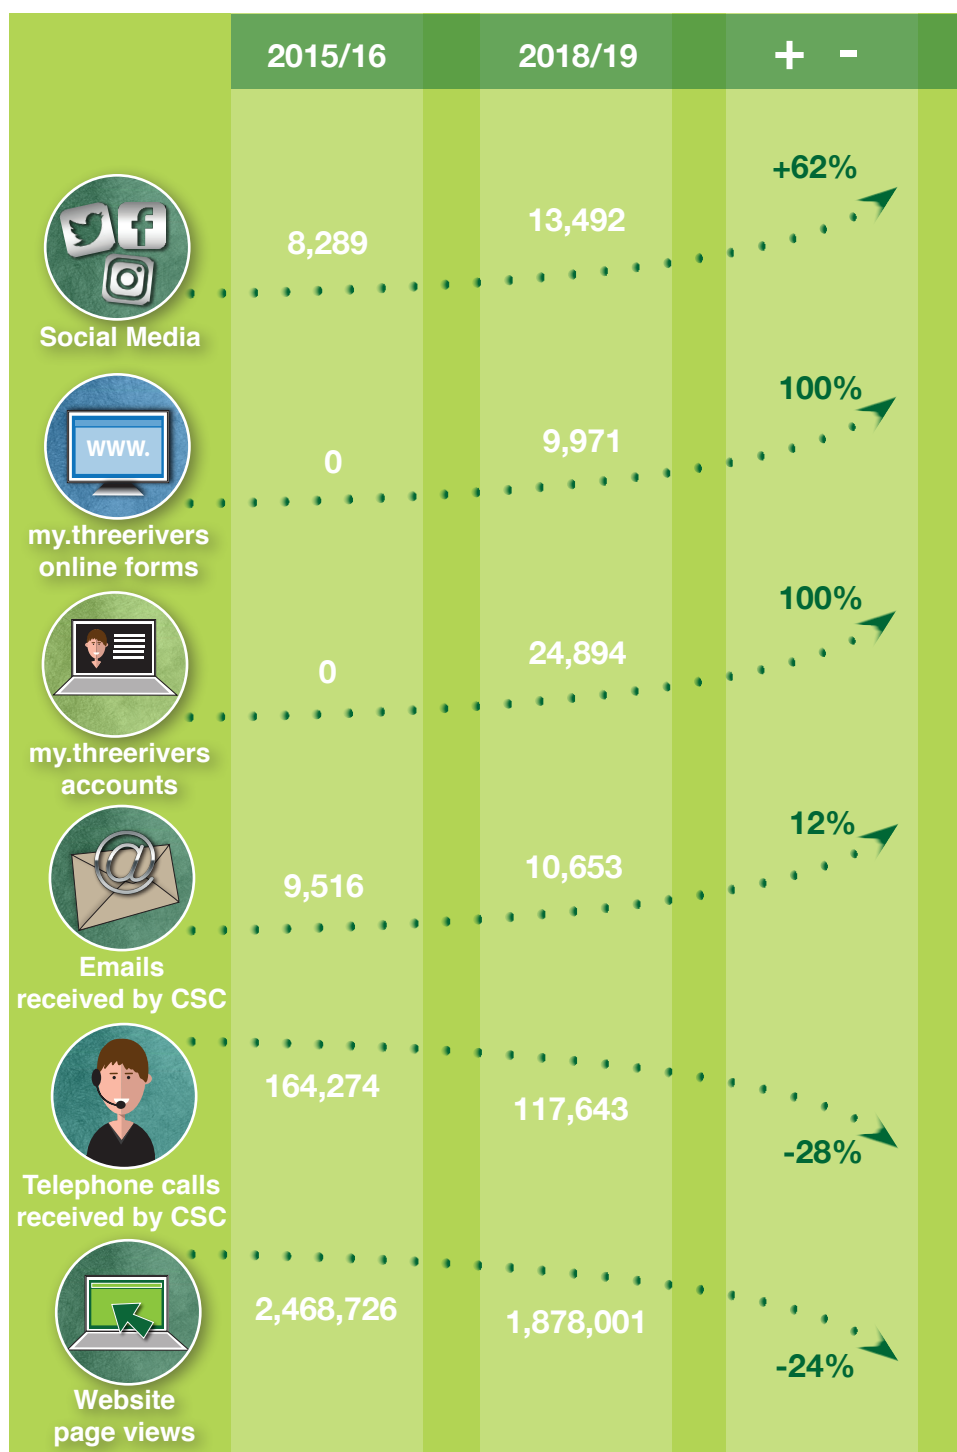 2015/16 2018/19 + -
+62%
8,289 13,492
Social Media
100%
www. 0 9,971
my.threerivers
online forms
100%
0 24,894
my.threerivers
accounts
12%
@ 9,516 10,653
Emails
received by CSC
164,274 117,643
-28%
Telephone calls
received by CSC
2,468,726 1,878,001
-24%
Website
page views